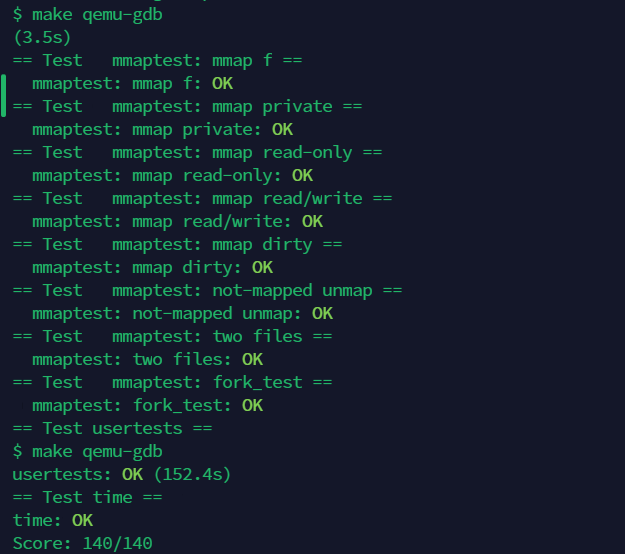 $ make qemu-gdb
(3.5s)
== Test   mmaptest: mmap f ==
  mmaptest: mmap f: OK
== Test   mmaptest: mmap private ==
  mmaptest: mmap private: OK
== Test   mmaptest: mmap read-only ==
  mmaptest: mmap read-only: OK
== Test   mmaptest: mmap read/write ==
  mmaptest: mmap read/write: OK
== Test   mmaptest: mmap dirty ==
  mmaptest: mmap dirty: OK
== Test   mmaptest: not-mapped unmap ==
  mmaptest: not-mapped unmap: OK
== Test   mmaptest: two files ==
  mmaptest: two files: OK
== Test   mmaptest: fork_test ==
  mmaptest: fork_test: OK
== Test usertests ==
$ make qemu-gdb
usertests: OK (152.4s)
== Test time ==
time: OK
Score: 140/140